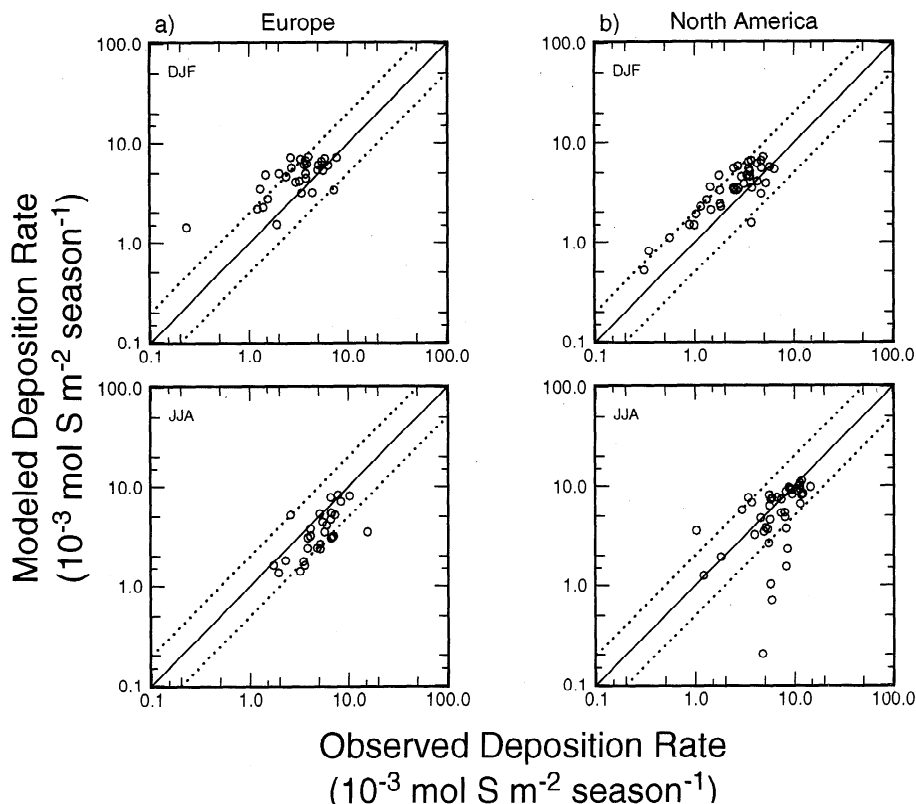 a) Europe
b) North America
100.0
DJF
10.0
1.0
0.1
0.1 1.0 10.0 100.0
100.0
DJF
10.0
1.0
0.1
0.1 1.0 10.0 100.0
100.0
JJA
10.0
1.0
0.1
0.1 1.0 10.0 100.0
100.0
JJA
10.0
1.0
0.1
0.1 1.0 10.0 100.0
Modeled Deposition Rate
(10⁻³ mol S m⁻² season⁻¹)
Observed Deposition Rate
(10⁻³ mol S m⁻² season⁻¹)